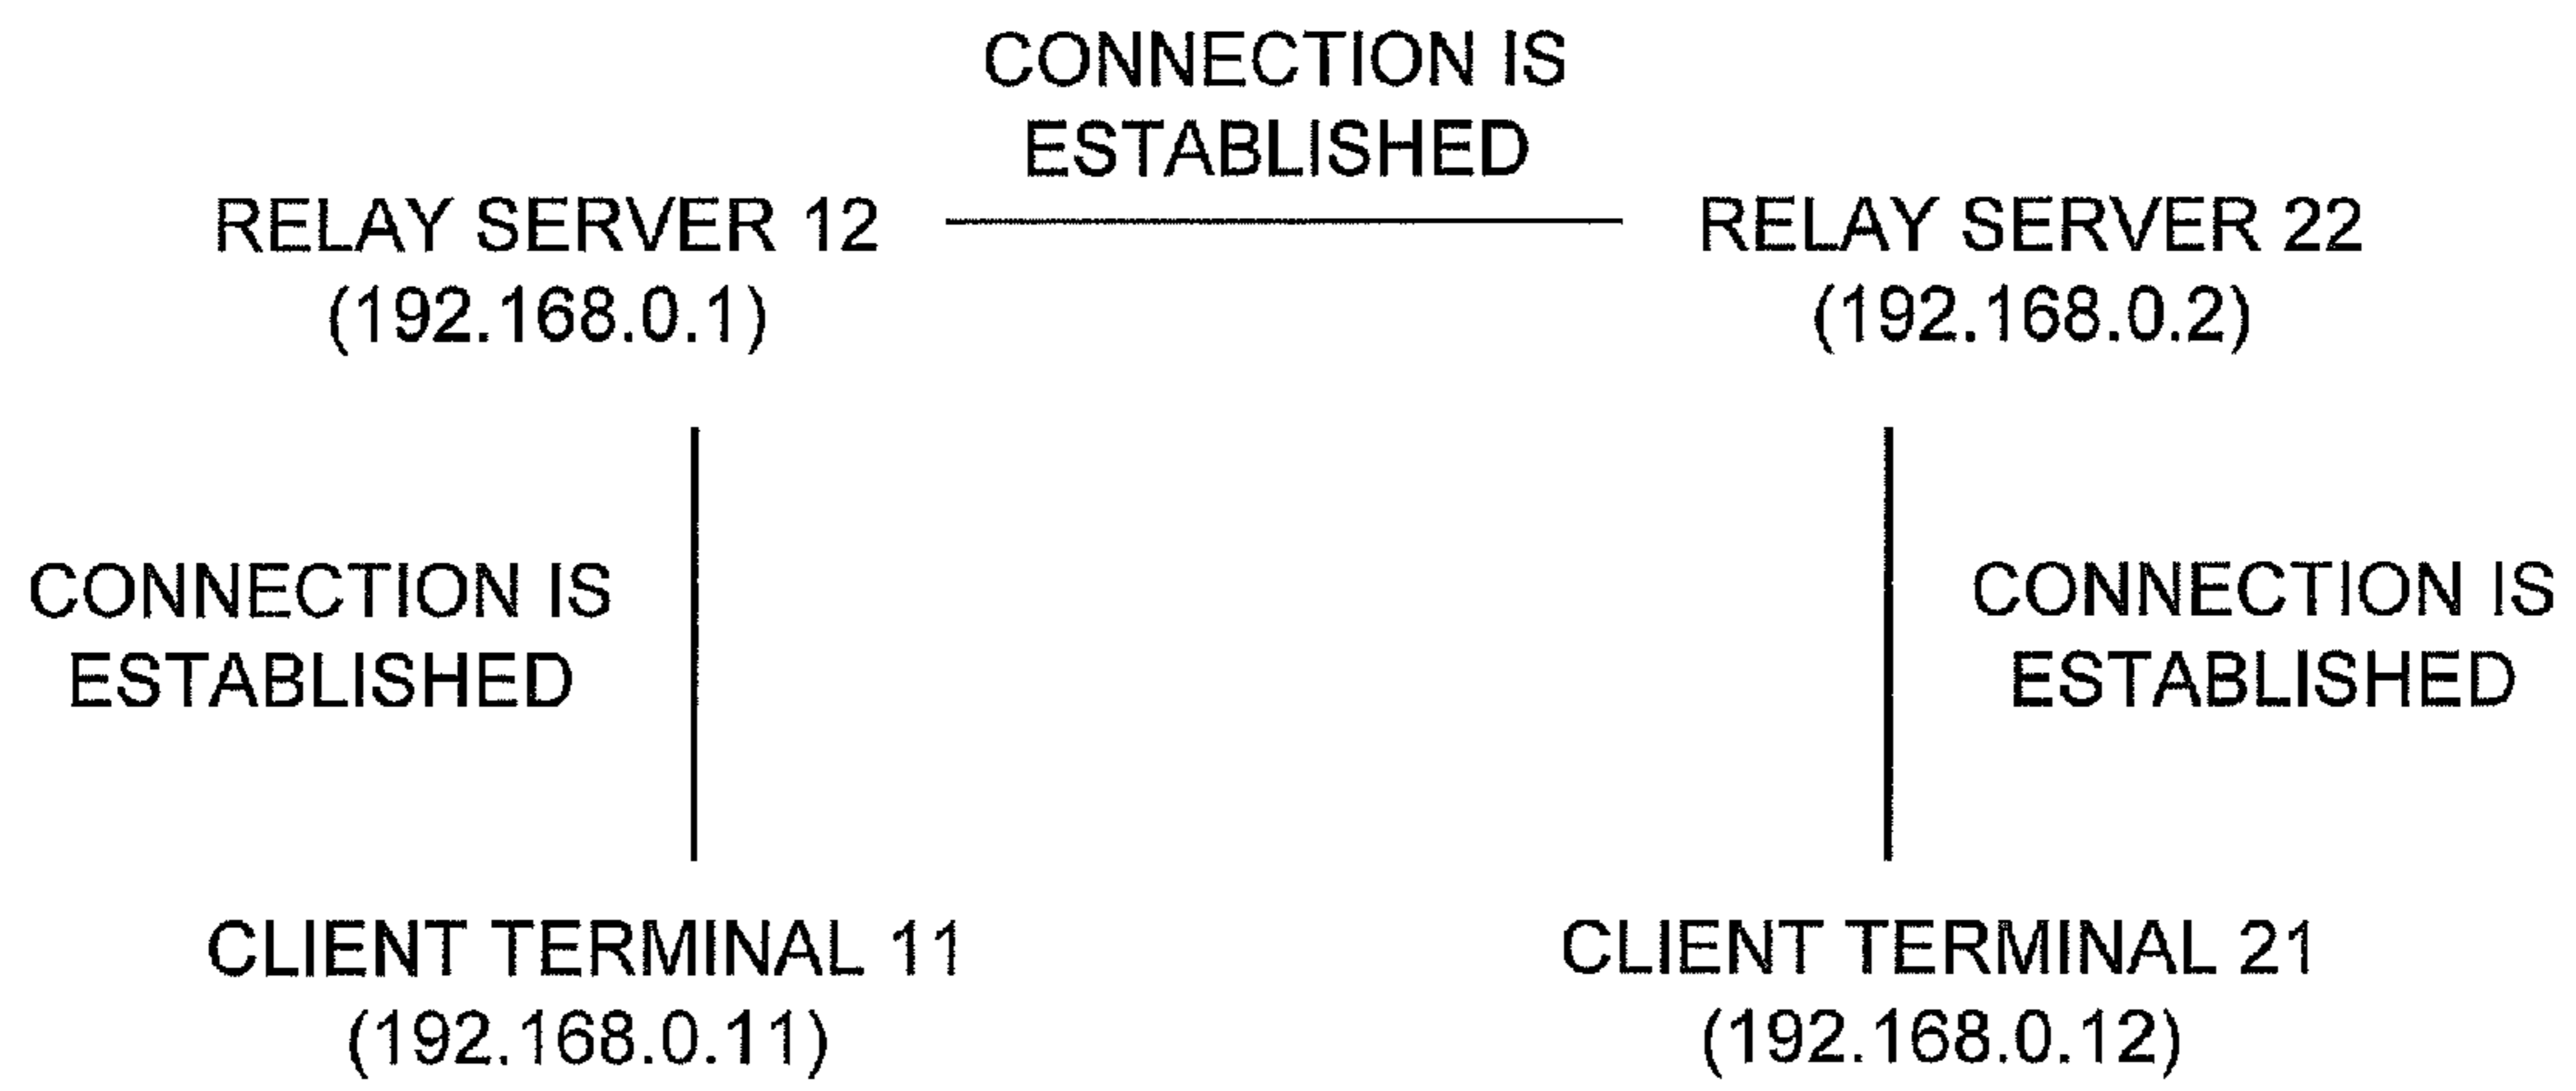 CONNECTION IS
ESTABLISHED
RELAY SERVER 12
(192.168.0.1)
RELAY SERVER 22
(192.168.0.2)
CONNECTION IS
ESTABLISHED
CONNECTION IS
ESTABLISHED
CLIENT TERMINAL 11
(192.168.0.11)
CLIENT TERMINAL 21
(192.168.0.12)